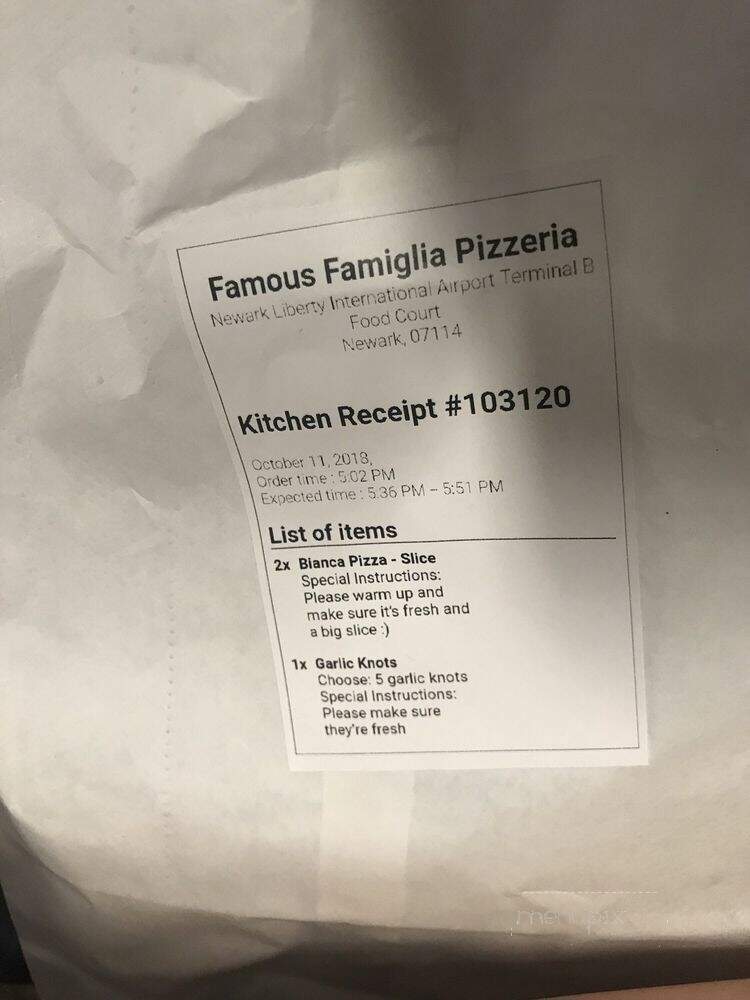 Famous Famiglia Pizzeria
Newark Liberty International Airport Terminal B
Food Court
Newark, 07114
Kitchen Receipt #103120
October 11, 2018,
Order time : 5:02 PM
Expected time : 5:36 PM - 5:51 PM
List of items
2x Bianca Pizza - Slice
Special Instructions:
Please warm up and
make sure it's fresh and
a big slice :)
1x Garlic Knots
Choose: 5 garlic knots
Special Instructions:
Please make sure
they're fresh
menupix